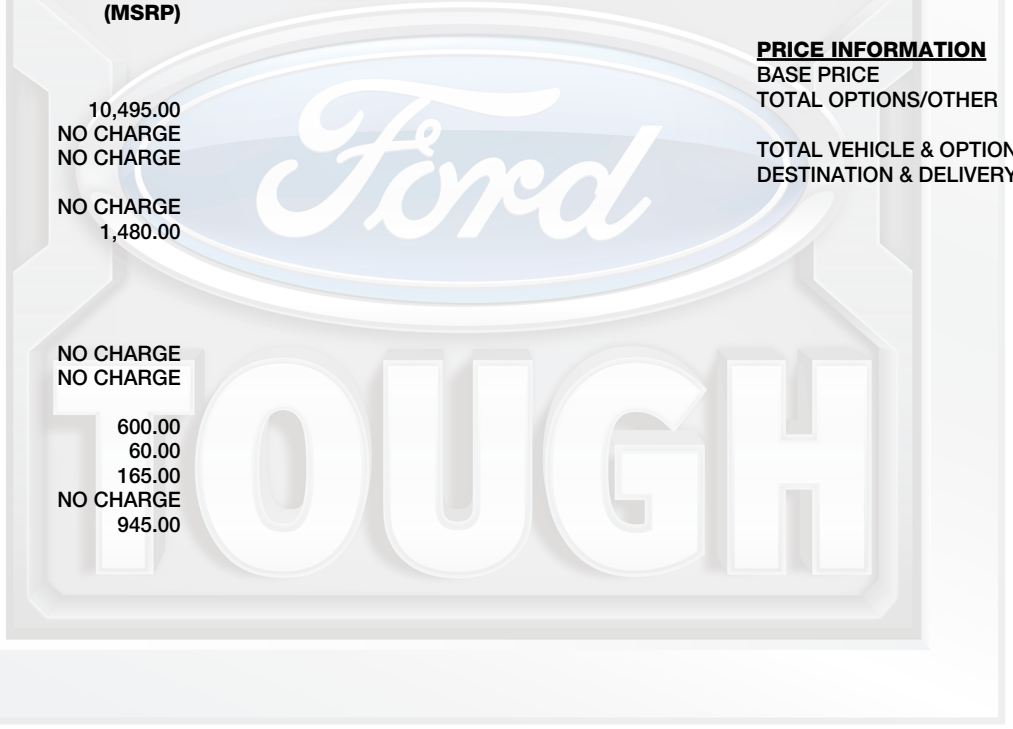 (MSRP)
10,495.00
NO CHARGE
NO CHARGE
NO CHARGE
1,480.00
NO CHARGE
NO CHARGE
600.00
60.00
165.00
NO CHARGE
945.00
PRICE INFORMATION
BASE PRICE
TOTAL OPTIONS/OTHER
TOTAL VEHICLE & OPTION
DESTINATION & DELIVERY
Ford
TOUGH